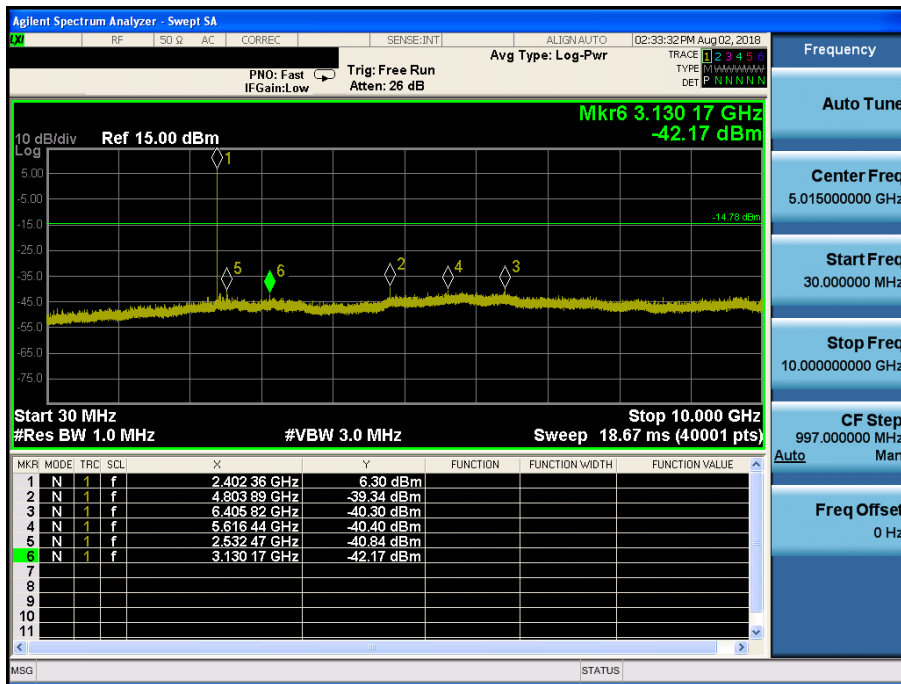 Agilent Spectrum Analyzer - Swept SA
LXI RF 50 Ω AC CORREC SENSE:INT ALIGN AUTO 02:33:32 PM Aug 02, 2018
Frequency
PNO: Fast Trig: Free Run Avg Type: Log-Pwr TRACE 1 2 3 4 5 6
IFGain:Low Atten: 26 dB TYPE M WWWWW
DET P N N N N N
Auto Tune
Mkr6 3.130 17 GHz
-42.17 dBm
10 dB/div Ref 15.00 dBm
Log
1
5.00
-5.00
-15.0
-14.78 dBm
-25.0
-35.0
5 6 2 4 3
-45.0
-55.0
-65.0
-75.0
Center Freq
5.015000000 GHz
Start Freq
30.000000 MHz
Stop Freq
10.000000000 GHz
Start 30 MHz Stop 10.000 GHz
#Res BW 1.0 MHz #VBW 3.0 MHz Sweep 18.67 ms (40001 pts)
CF Step
997.000000 MHz
Auto Man
Freq Offset
0 Hz
MKR MODE TRC SCL X Y FUNCTION FUNCTION WIDTH FUNCTION VALUE
1 N 1 f 2.402 36 GHz 6.30 dBm
2 N 1 f 4.803 89 GHz -39.34 dBm
3 N 1 f 6.405 82 GHz -40.30 dBm
4 N 1 f 5.616 44 GHz -40.40 dBm
5 N 1 f 2.532 47 GHz -40.84 dBm
6 N 1 f 3.130 17 GHz -42.17 dBm
7
8
9
10
11
MSG STATUS